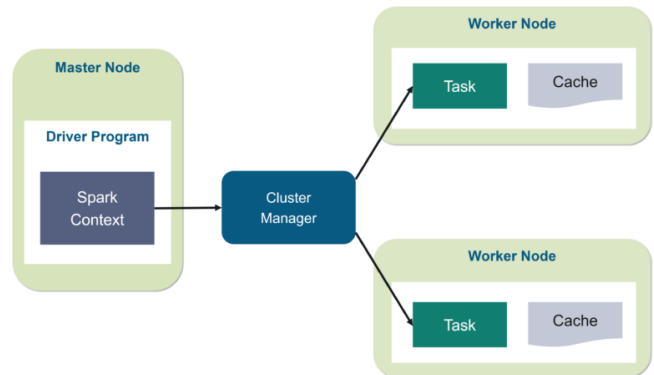 Master Node
Driver Program
Spark
Context
Cluster
Manager
Worker Node
Task
Cache
Worker Node
Task
Cache